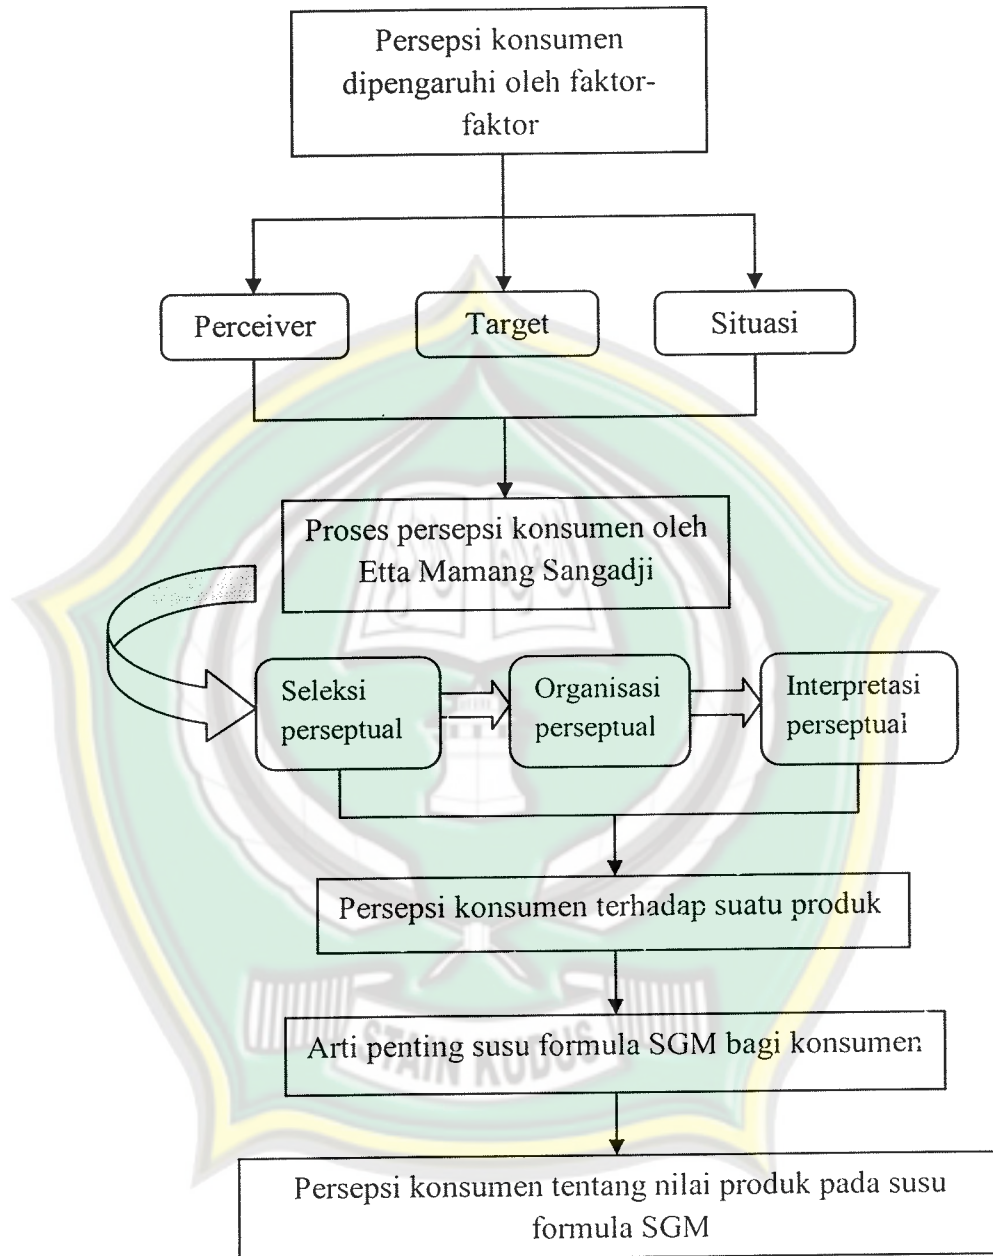 Persepsi konsumen
dipengaruhi oleh faktor-
faktor
Perceiver
Target
Situasi
Proses persepsi konsumen oleh
Etta Mamang Sangadji
Seleksi
perseptual
Organisasi
perseptual
Interpretasi
perseptual
Persepsi konsumen terhadap suatu produk
Arti penting susu formula SGM bagi konsumen
STAIN KUDUS
Persepsi konsumen tentang nilai produk pada susu
formula SGM